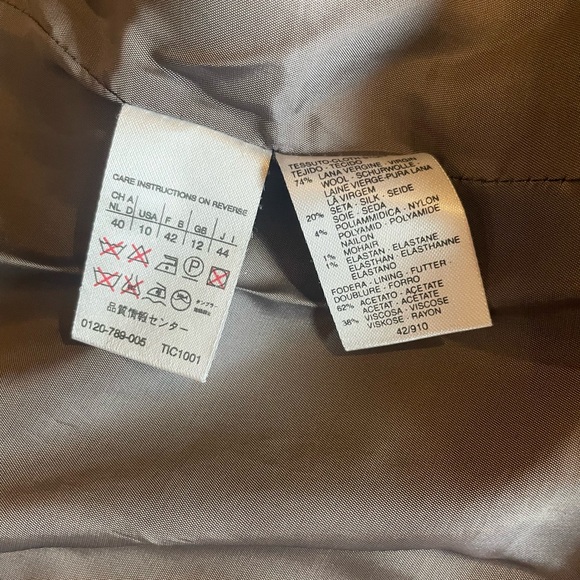 CARE INSTRUCTIONS ON REVERSE
CH A
NL D USA F B GB J I
40 10 42 12 44
P
品質情報センター
0120-789-005 TIC1001
TESSUTO-CLOTH
TEJIDO - TECIDO
74% LANA VERGINE - VIRGIN
WOOL - SCHURWOLLE
LAINE VIERGE-PURA LANA
LÃ VIRGEM
20% SETA - SILK - SEIDE
SOIE - SEDA
4% POLIAMMIDICA - NYLON
POLYAMID - POLYAMIDE
NAILON
1% MOHAIR
1% ELASTAN - ELASTANE
ELASTHAN - ELASTHANNE
ELASTANO
FODERA - LINING - FUTTER -
DOUBLURE - FORRO
62% ACETATO - ACETATE
ACETAT - ACÉTATE
38% VISCOSA - VISCOSE
VISKOSE - RAYON
42/910